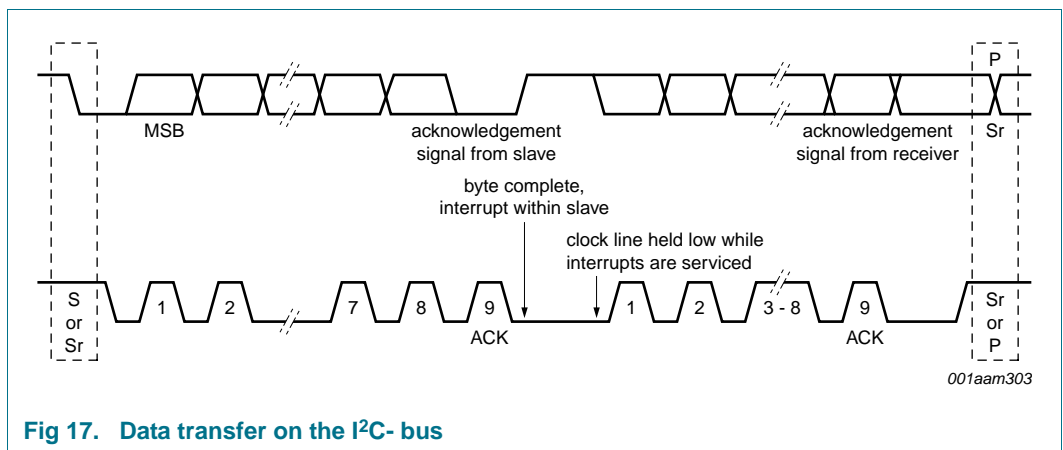 P
MSB
acknowledgement
signal from slave
acknowledgement
signal from receiver
Sr
byte complete,
interrupt within slave
clock line held low while
interrupts are serviced
S
or
Sr
1
2
7
8
9
ACK
1
2
3 - 8
9
ACK
Sr
or
P
001aam303
Fig 17. Data transfer on the I²C- bus